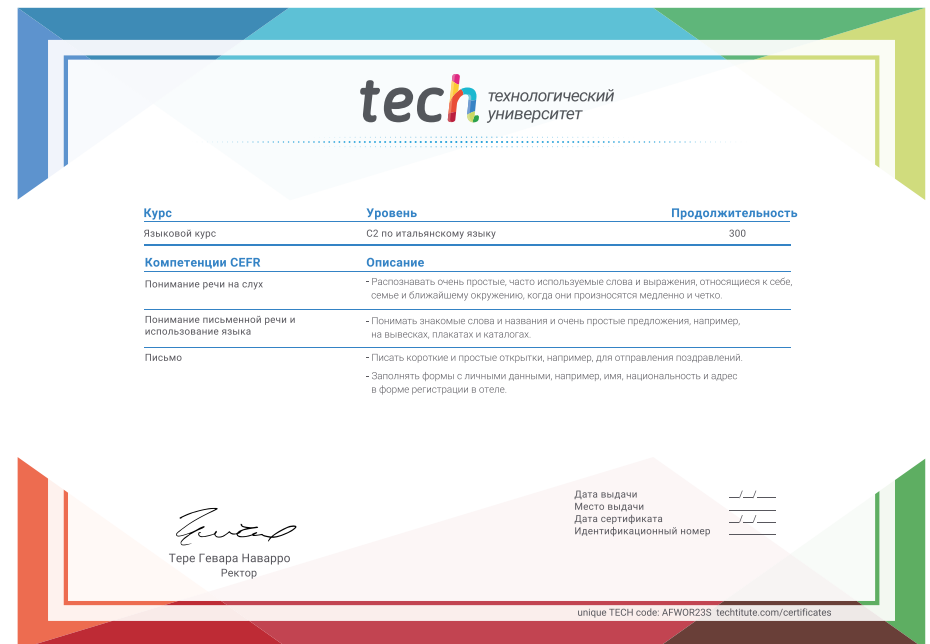 tech технологический
университет
Курс Уровень Продолжительность
Языковой курс C2 по итальянскому языку 300
Компетенции CEFR Описание
Понимание речи на слух - Распознавать очень простые, часто используемые слова и выражения, относящиеся к себе,
семье и ближайшему окружению, когда они произносятся медленно и четко.
Понимание письменной речи и
использование языка
- Понимать знакомые слова и названия и очень простые предложения, например,
на вывесках, плакатах и каталогах.
Письмо - Писать короткие и простые открытки, например, для отправления поздравлений.
- Заполнять формы с личными данными, например, имя, национальность и адрес
в форме регистрации в отеле.
Дата выдачи __/__/____
Место выдачи
Дата сертификата __/__/____
Идентификационный номер
Тере Гевара Наварро
Ректор
unique TECH code: AFWOR23S techtitute.com/certificates